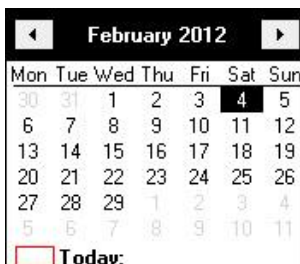 February 2012
Mon Tue Wed Thu Fri Sat Sun
30 31 1 2 3 4 5
6 7 8 9 10 11 12
13 14 15 16 17 18 19
20 21 22 23 24 25 26
27 28 29 1 2 3 4
5 6 7 8 9 10 11
Today: